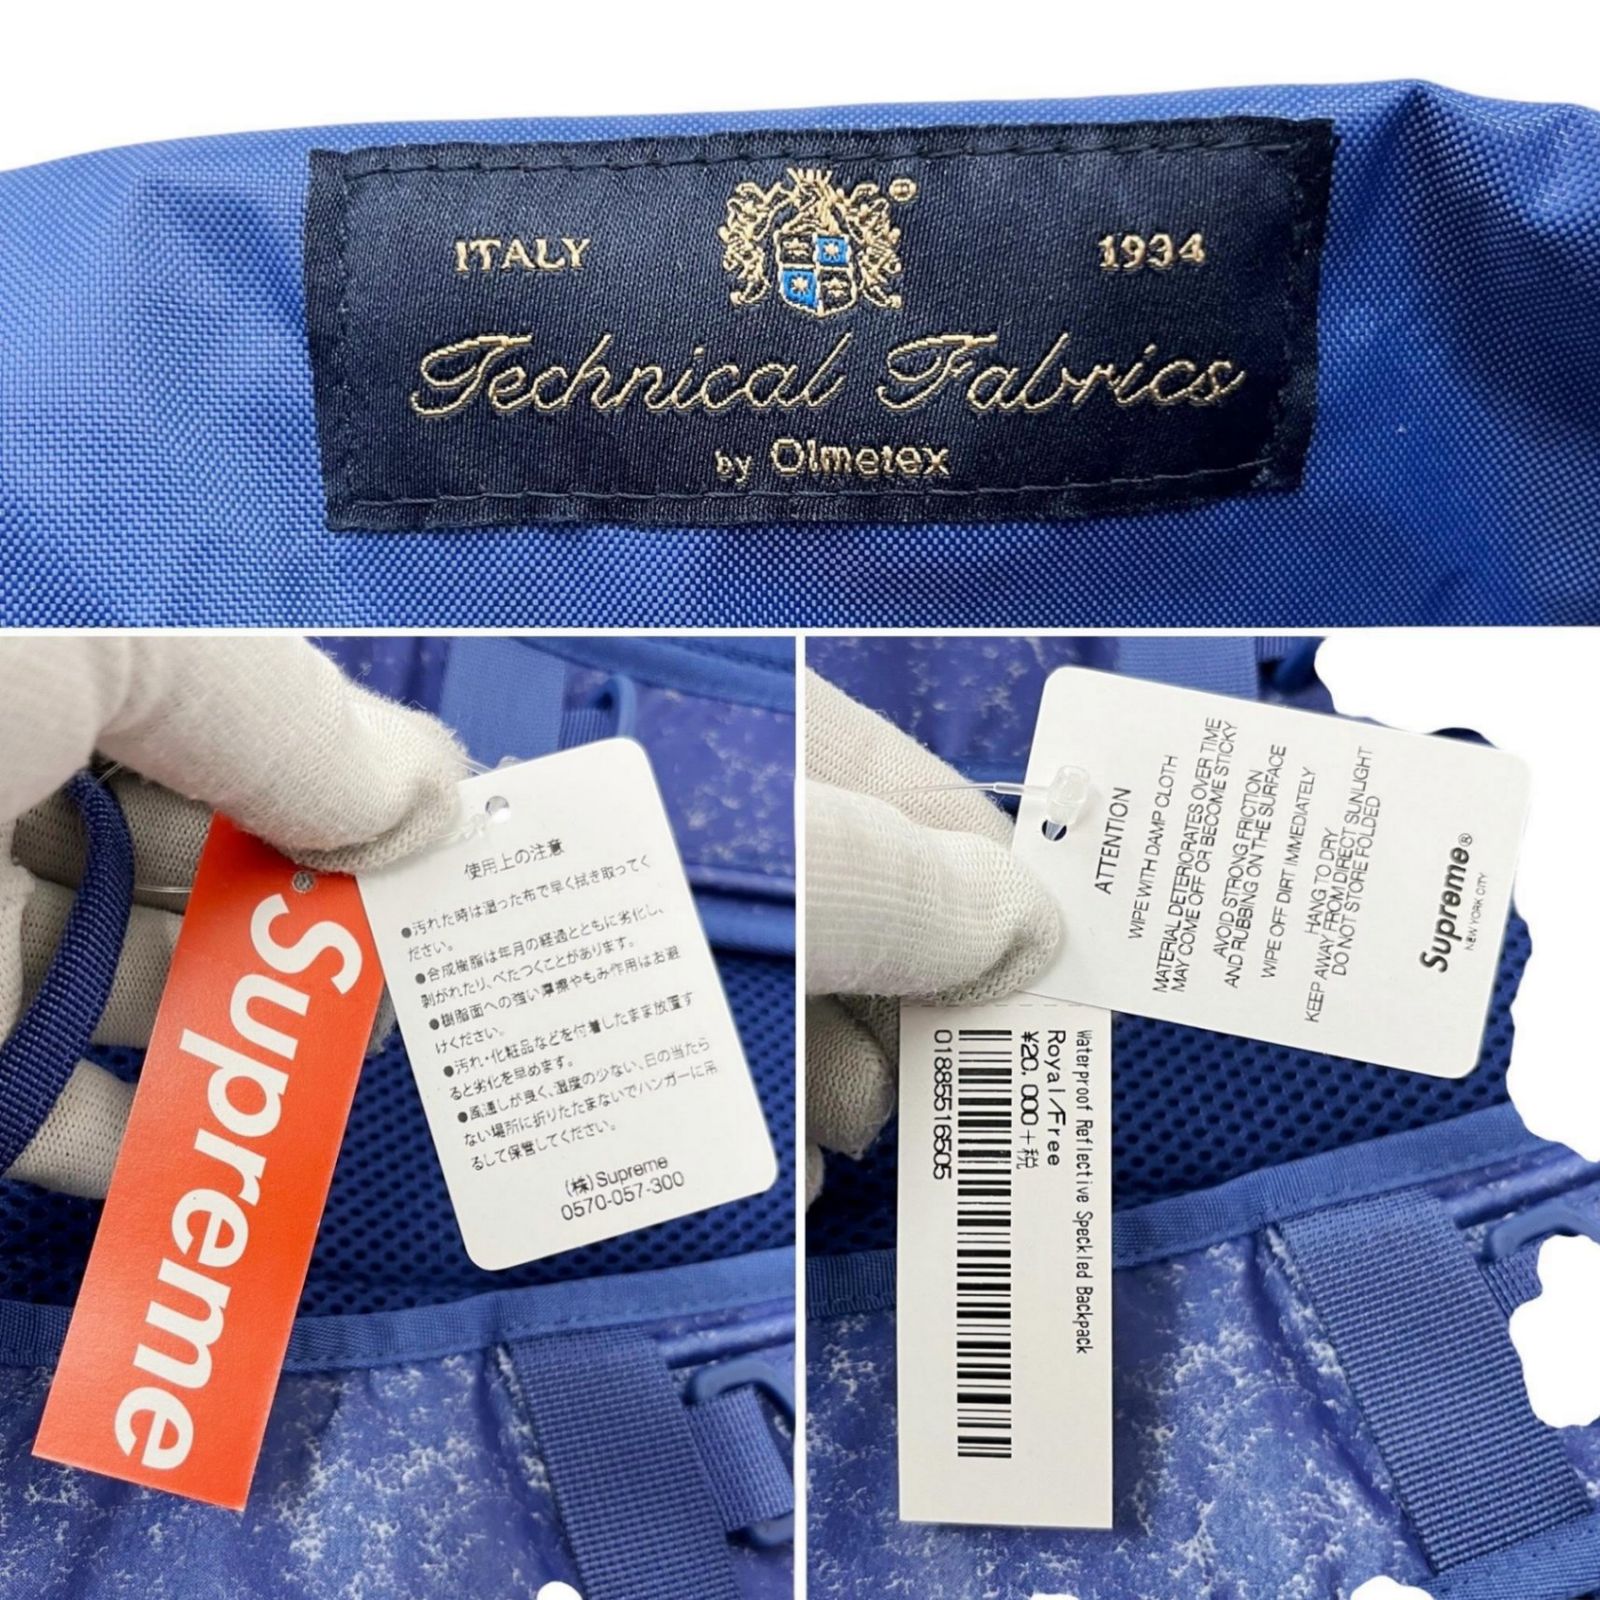 ITALY
1934
Technical Fabrics
by Olmetex
Supreme
使用上の注意
●汚れた時は湿った布で早く拭き取ってく
ださい。
●合成樹脂は年月の経過とともに劣化し、
剥がれたり、べたつくことがあります。
●樹脂面への強い摩擦やもみ作用はお避
けください。
●汚れ・化粧品などを付着したまま放置す
ると劣化を早めます。
●風通しが良く、湿度の少ない、日の当たら
ない場所に折りたたまないでハンガーに吊
るして保管してください。
(株)Supreme
0570-057-300
ATTENTION
WIPE WITH DAMP CLOTH
MATERIAL DETERIORATES OVER TIME
MAY COME OFF OR BECOME STICKY
AVOID STRONG FRICTION
AND RUBBING ON THE SURFACE
WIPE OFF DIRT IMMEDIATELY
HANG TO DRY
KEEP AWAY FROM DIRECT SUNLIGHT
DO NOT STORE FOLDED
Supreme®
NEW YORK CITY
Waterproof Reflective Speckled Backpack
Royal/Free
¥20,000+税
01885516505